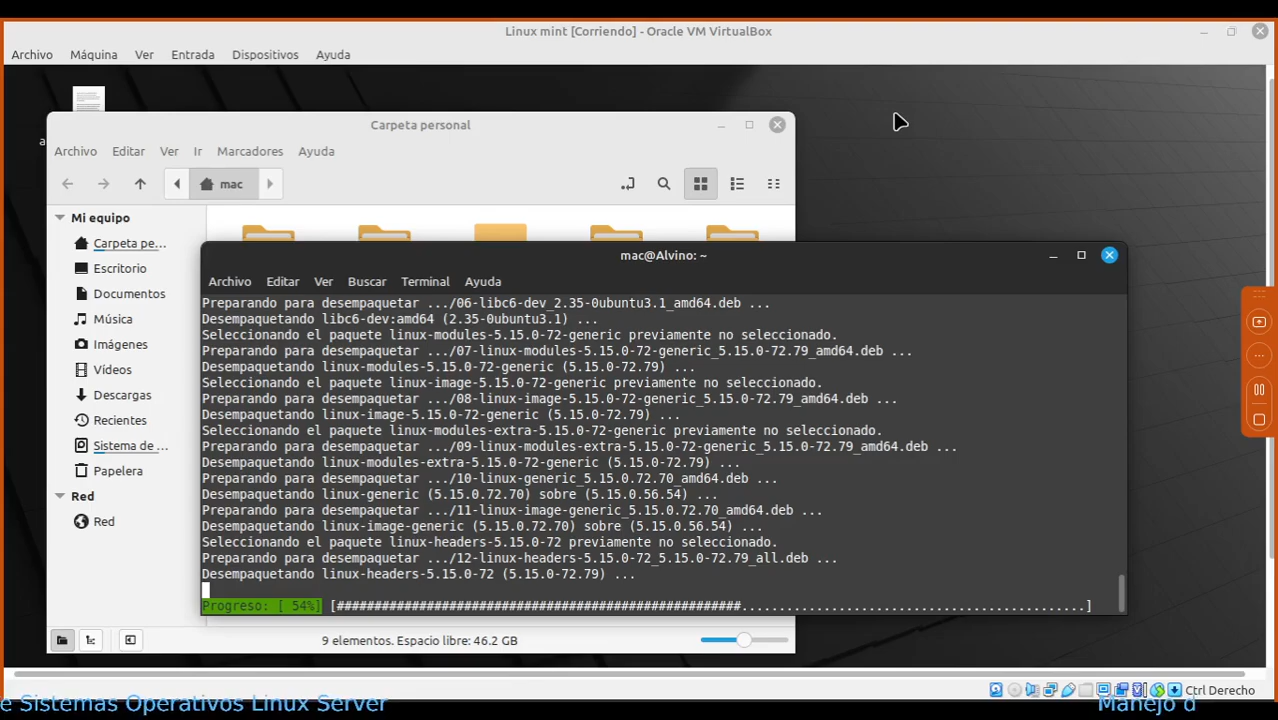 Linux mint [Corriendo] - Oracle VM VirtualBox
Archivo Máquina Ver Entrada Dispositivos Ayuda
a
Carpeta personal
Archivo Editar Ver Ir Marcadores Ayuda
mac
Mi equipo
Carpeta pe...
Escritorio
Documentos
Música
Imágenes
Vídeos
Descargas
Recientes
Sistema de ...
Papelera
Red
Red
9 elementos. Espacio libre: 46.2 GB
mac@Alvino: ~
Archivo Editar Ver Buscar Terminal Ayuda
Preparando para desempaquetar .../06-libc6-dev_2.35-0ubuntu3.1_amd64.deb ...
Desempaquetando libc6-dev:amd64 (2.35-0ubuntu3.1) ...
Seleccionando el paquete linux-modules-5.15.0-72-generic previamente no seleccionado.
Preparando para desempaquetar .../07-linux-modules-5.15.0-72-generic_5.15.0-72.79_amd64.deb ...
Desempaquetando linux-modules-5.15.0-72-generic (5.15.0-72.79) ...
Seleccionando el paquete linux-image-5.15.0-72-generic previamente no seleccionado.
Preparando para desempaquetar .../08-linux-image-5.15.0-72-generic_5.15.0-72.79_amd64.deb ...
Desempaquetando linux-image-5.15.0-72-generic (5.15.0-72.79) ...
Seleccionando el paquete linux-modules-extra-5.15.0-72-generic previamente no seleccionado.
Preparando para desempaquetar .../09-linux-modules-extra-5.15.0-72-generic_5.15.0-72.79_amd64.deb ...
Desempaquetando linux-modules-extra-5.15.0-72-generic (5.15.0-72.79) ...
Preparando para desempaquetar .../10-linux-generic_5.15.0.72.70_amd64.deb ...
Desempaquetando linux-generic (5.15.0.72.70) sobre (5.15.0.56.54) ...
Preparando para desempaquetar .../11-linux-image-generic_5.15.0.72.70_amd64.deb ...
Desempaquetando linux-image-generic (5.15.0.72.70) sobre (5.15.0.56.54) ...
Seleccionando el paquete linux-headers-5.15.0-72 previamente no seleccionado.
Preparando para desempaquetar .../12-linux-headers-5.15.0-72_5.15.0-72.79_all.deb ...
Desempaquetando linux-headers-5.15.0-72 (5.15.0-72.79) ...
Progreso: [ 54%] [######################################################..............................................]
Ctrl Derecho
e Sistemas Operativos Linux Server Manejo d